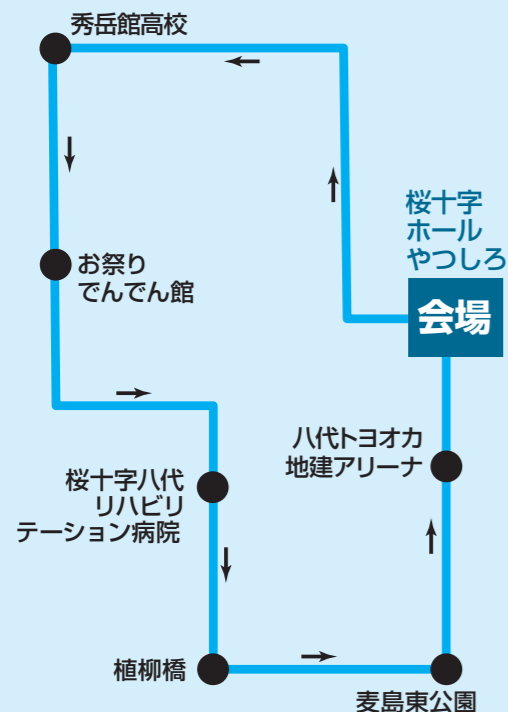 秀岳館高校
桜十字
ホール
やつしろ
会場
お祭り
でんでん館
八代トヨオカ
地建アリーナ
桜十字八代
リハビリ
テーション病院
植柳橋
麦島東公園